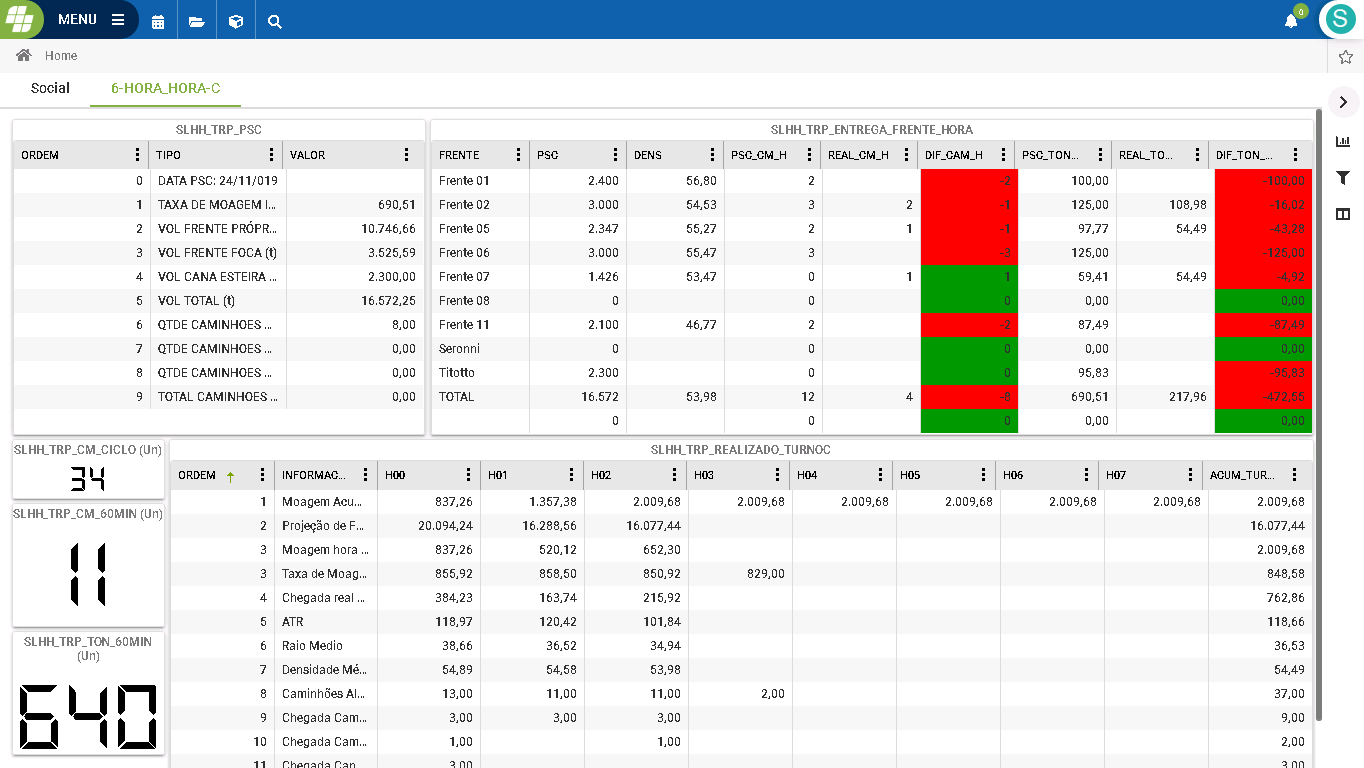 MENU
0
S
Home
Social 6-HORA_HORA-C
SLHH_TRP_PSC
ORDEM TIPO VALOR
0 DATA PSC: 24/11/019
1 TAXA DE MOAGEM I... 690,51
2 VOL FRENTE PRÓPR... 10.746,66
3 VOL FRENTE FOCA (t) 3.525,59
4 VOL CANA ESTEIRA ... 2.300,00
5 VOL TOTAL (t) 16.572,25
6 QTDE CAMINHOES ... 8,00
7 QTDE CAMINHOES ... 0,00
8 QTDE CAMINHOES ... 0,00
9 TOTAL CAMINHOES ... 0,00
SLHH_TRP_ENTREGA_FRENTE_HORA
FRENTE PSC DENS PSC_CM_H REAL_CM_H DIF_CAM_H PSC_TON... REAL_TO... DIF_TON_...
Frente 01 2.400 56,80 2 -2 100,00 -100,00
Frente 02 3.000 54,53 3 2 -1 125,00 108,98 -16,02
Frente 05 2.347 55,27 2 1 -1 97,77 54,49 -43,28
Frente 06 3.000 55,47 3 -3 125,00 -125,00
Frente 07 1.426 53,47 0 1 1 59,41 54,49 -4,92
Frente 08 0 0 0 0,00 0,00
Frente 11 2.100 46,77 2 -2 87,49 -87,49
Seronni 0 0 0 0,00 0,00
Titotto 2.300 0 0 95,83 -95,83
TOTAL 16.572 53,98 12 4 -8 690,51 217,96 -472,55
0 0 0 0,00 0,00
SLHH_TRP_CM_CICLO (Un)
34
SLHH_TRP_CM_60MIN (Un)
11
SLHH_TRP_TON_60MIN
(Un)
640
SLHH_TRP_REALIZADO_TURNOC
ORDEM INFORMAC... H00 H01 H02 H03 H04 H05 H06 H07 ACUM_TUR...
1 Moagem Acu... 837,26 1.357,38 2.009,68 2.009,68 2.009,68 2.009,68 2.009,68 2.009,68 2.009,68
2 Projeção de F... 20.094,24 16.288,56 16.077,44 16.077,44
3 Moagem hora ... 837,26 520,12 652,30 2.009,68
3 Taxa de Moag... 855,92 858,50 850,92 829,00 848,58
4 Chegada real ... 384,23 163,74 215,92 762,86
5 ATR 118,97 120,42 101,84 118,66
6 Raio Medio 38,66 36,52 34,94 36,53
7 Densidade Mé... 54,89 54,58 53,98 54,49
8 Caminhões Al... 13,00 11,00 11,00 2,00 37,00
9 Chegada Cam... 3,00 3,00 3,00 9,00
10 Chegada Cam... 1,00 1,00 2,00
11 Chegada Can... 3,00 3,00